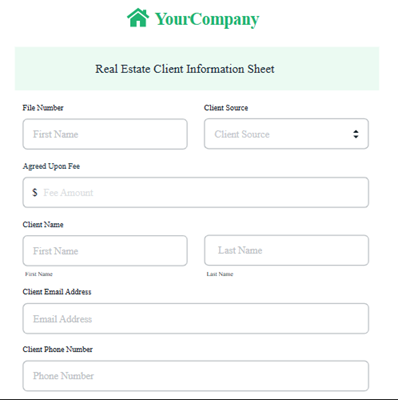 YourCompany
Real Estate Client Information Sheet
File Number Client Source
First Name Client Source
Agreed Upon Fee
$ Fee Amount
Client Name
First Name Last Name
First Name Last Name
Client Email Address
Email Address
Client Phone Number
Phone Number